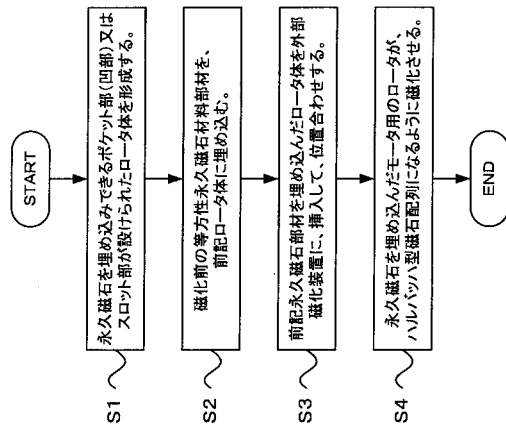 START
S1
永久磁石を埋め込みできるポケット部(凹部)又は
スロット部が設けられたロータ体を形成する。
S2
磁化前の等方性永久磁石材料部材を、
前記ロータ体に埋め込む。
S3
前記永久磁石部材を埋め込んだロータ体を外部
磁化装置に、挿入して、位置合わせする。
S4
永久磁石を埋め込んだモータ用のロータが、
ハルバッハ型磁石配列になるように磁化させる。
END